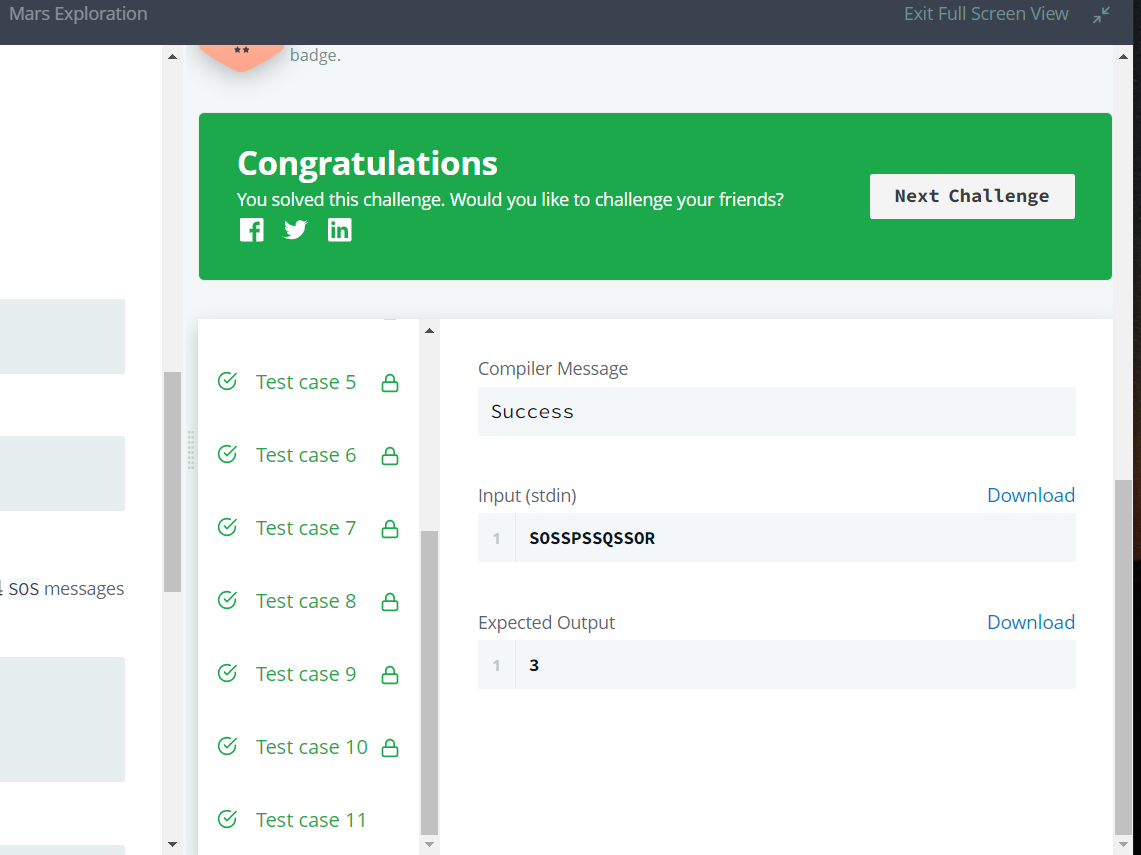 Mars Exploration
Exit Full Screen View
badge.
Congratulations
You solved this challenge. Would you like to challenge your friends?
Next Challenge
SOS messages
Test case 5
Test case 6
Test case 7
Test case 8
Test case 9
Test case 10
Test case 11
Compiler Message
Success
Input (stdin)
Download
1 SOSSPSSQSSOR
Expected Output
Download
1 3